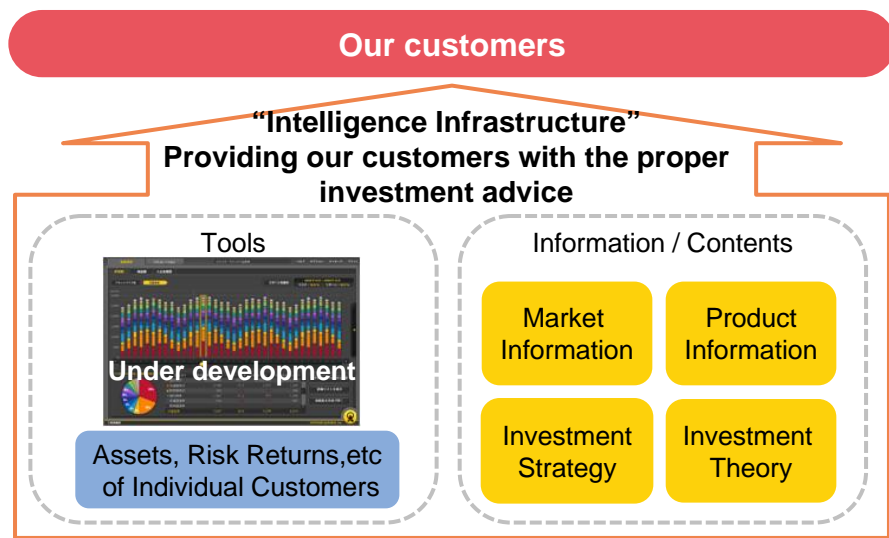 Our customers
“Intelligence Infrastructure”
Providing our customers with the proper
investment advice
Tools
Under development
Assets, Risk Returns,etc
of Individual Customers
Information / Contents
Market
Information
Product
Information
Investment
Strategy
Investment
Theory